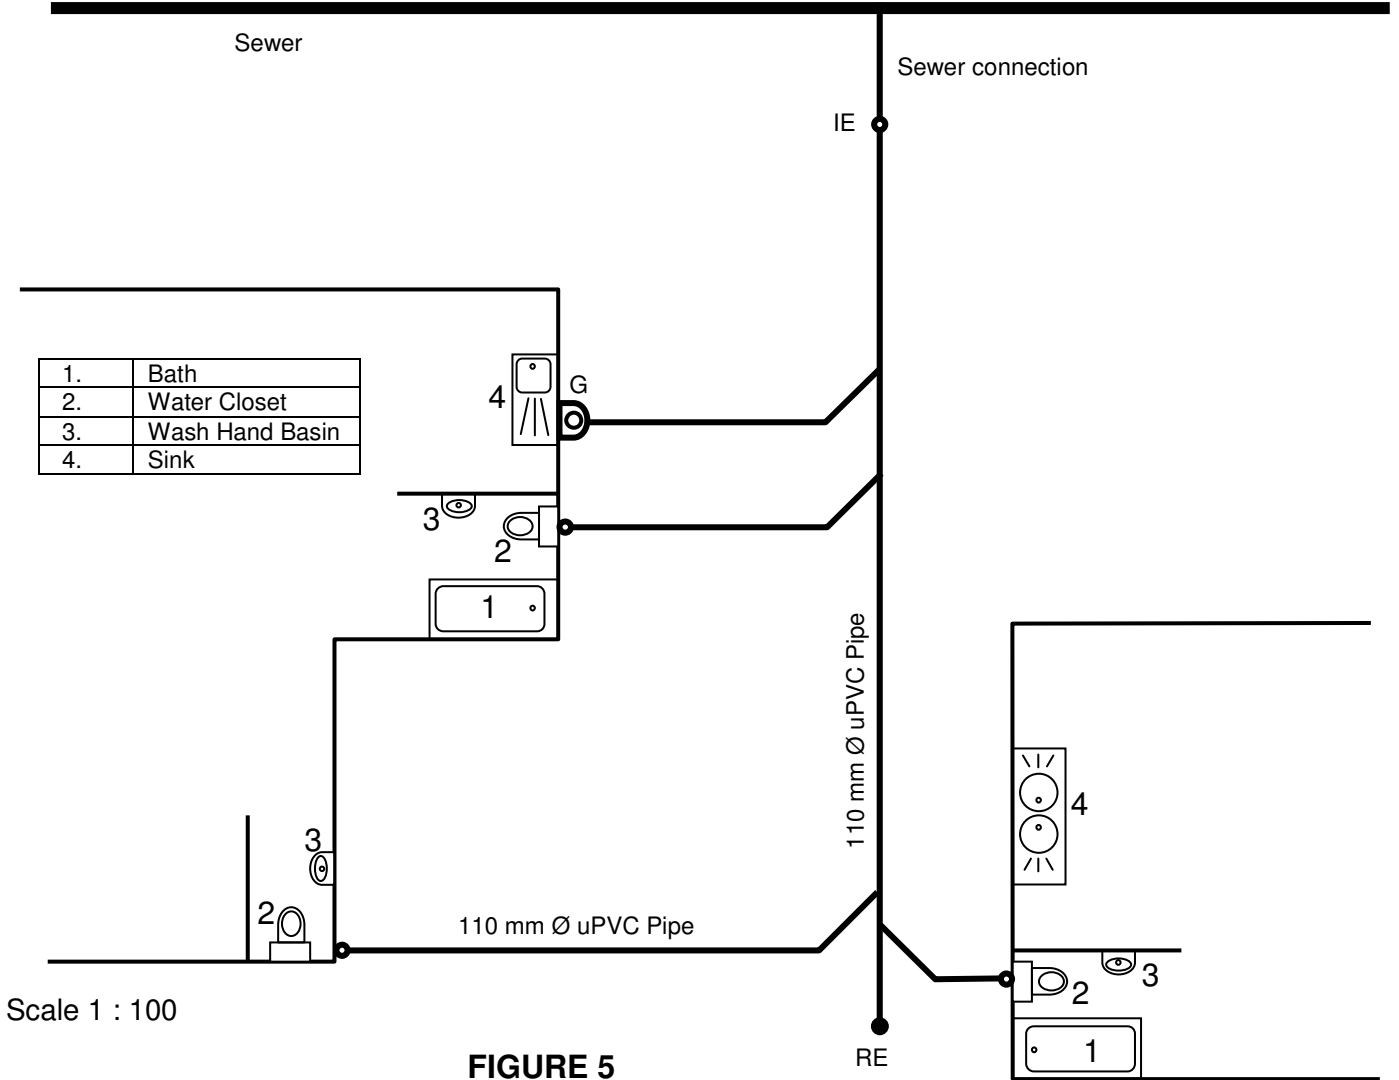 Sewer
Sewer connection
IE
1. Bath
2. Water Closet
3. Wash Hand Basin
4. Sink
4
G
3
2
1
110 mm Ø uPVC Pipe
4
3
2
110 mm Ø uPVC Pipe
3
2
1
Scale 1 : 100
RE
FIGURE 5